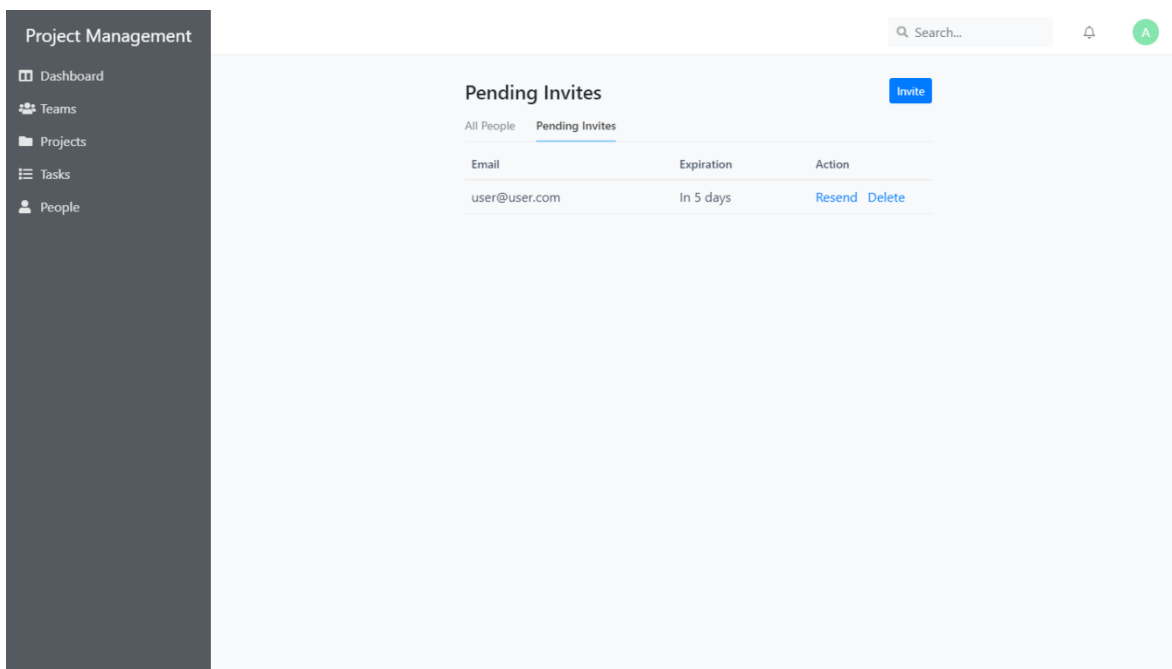 Project Management
Search...
A
Dashboard
Teams
Projects
Tasks
People
Pending Invites
Invite
All People Pending Invites
Email Expiration Action
user@user.com In 5 days Resend Delete